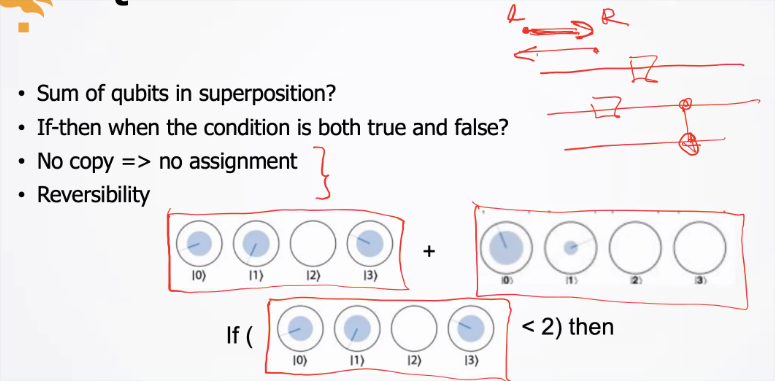 l R
• Sum of qubits in superposition?
• If-then when the condition is both true and false?
• No copy => no assignment
• Reversibility
|0⟩ |1⟩ |2⟩ |3⟩ + |0⟩ |1⟩ |2⟩ |3⟩
If ( |0⟩ |1⟩ |2⟩ |3⟩ < 2) then